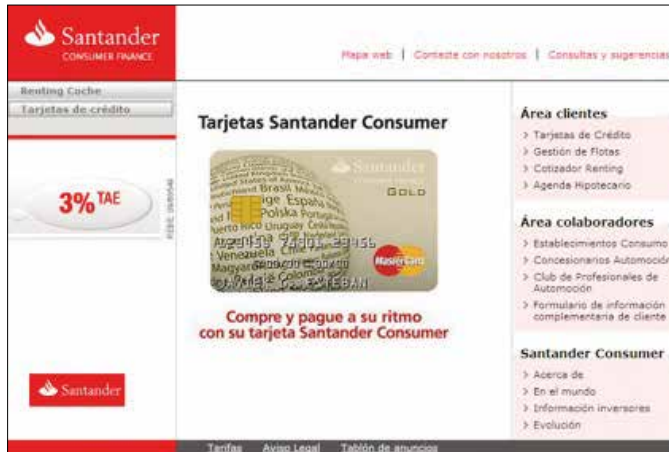 Santander
CONSUMER FINANCE
Mapa web | Contacte con nosotros | Consultas y sugerencias
Renting Coche
Tarjetas de crédito
3% TAE
Tarjetas Santander Consumer
Santander
GOLD
MasterCard
Compre y pague a su ritmo
con su tarjeta Santander Consumer
Santander
Área clientes
> Tarjetas de Crédito
> Gestión de Flotas
> Cotizador Renting
> Agenda Hipotecario
Área colaboradores
> Establecimientos Consumo
> Concesionarios Automoción
> Club de Profesionales de
Automoción
> Formulario de información
complementaria de cliente
Santander Consumer
> Acerca de
> En el mundo
> Información inversores
> Evolución
Tarifas Aviso Legal Tablón de anuncios